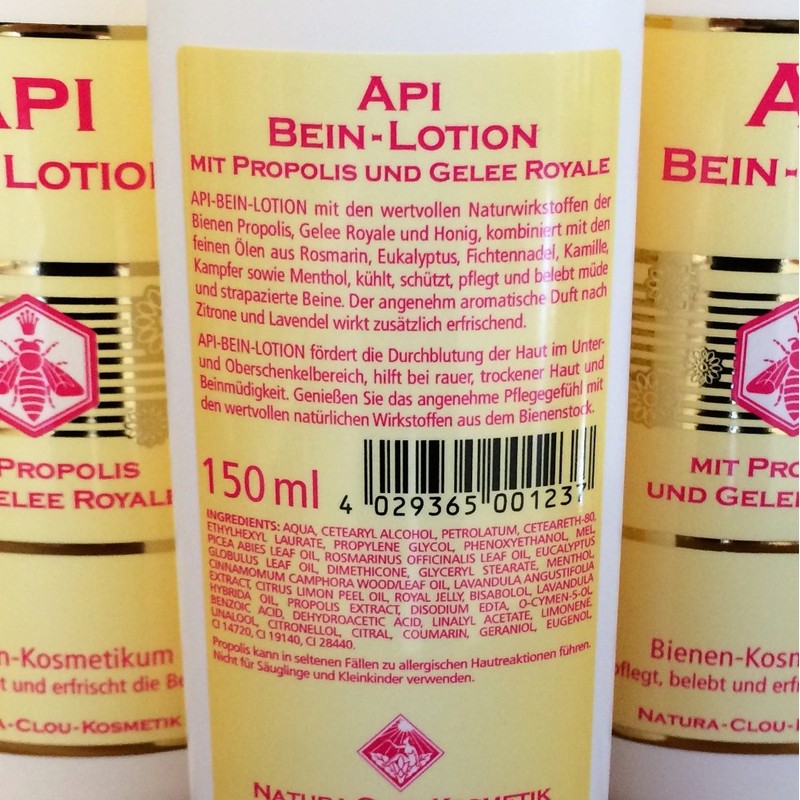 API
BEIN-LOTION
MIT PROPOLIS UND GELEE ROYALE
API-BEIN-LOTION mit den wertvollen Naturwirkstoffen der
Bienen Propolis, Gelee Royale und Honig, kombiniert mit den
feinen Ölen aus Rosmarin, Eukalyptus, Fichtennadel, Kamille,
Kampfer sowie Menthol, kühlt, schützt, pflegt und belebt müde
und strapazierte Beine. Der angenehm aromatische Duft nach
Zitrone und Lavendel wirkt zusätzlich erfrischend.
API-BEIN-LOTION fördert die Durchblutung der Haut im Unter-
und Oberschenkelbereich, hilft bei rauer, trockener Haut und
Beinmüdigkeit. Genießen Sie das angenehme Pflegegefühl mit
den wertvollen natürlichen Wirkstoffen aus dem Bienenstock.
150 ml
4 029365 001237
INGREDIENTS: AQUA, CETEARYL ALCOHOL, PETROLATUM, CETEARETH-80,
ETHYLHEXYL LAURATE, PROPYLENE GLYCOL, PHENOXYETHANOL, MEL,
PICEA ABIES LEAF OIL, ROSMARINUS OFFICINALIS LEAF OIL, EUCALYPTUS
GLOBULUS LEAF OIL, DIMETHICONE, GLYCERYL STEARATE, MENTHOL,
CINNAMOMUM CAMPHORA WOOD/LEAF OIL, LAVANDULA ANGUSTIFOLIA
EXTRACT, CITRUS LIMON PEEL OIL, ROYAL JELLY, BISABOLOL, LAVANDULA
HYBRIDA OIL, PROPOLIS EXTRACT, DISODIUM EDTA, O-CYMEN-5-OL,
BENZOIC ACID, DEHYDROACETIC ACID, LINALYL ACETATE, LIMONENE,
LINALOOL, CITRONELLOL, CITRAL, COUMARIN, GERANIOL, EUGENOL,
CI 14720, CI 19140, CI 28440.
Propolis kann in seltenen Fällen zu allergischen Hautreaktionen führen.
Nicht für Säuglinge und Kleinkinder verwenden.
NATURA-CLOU-KOSMETIK
API
LOTION
PROPOLIS
GELEE ROYALE
n-Kosmetikum
t und erfrischt die Be
A-CLOU-KOSMETIK
A
BEIN-
MIT PRO
UND GELE
Bienen-Kosm
pflegt, belebt und erf
NATURA-CLOU-